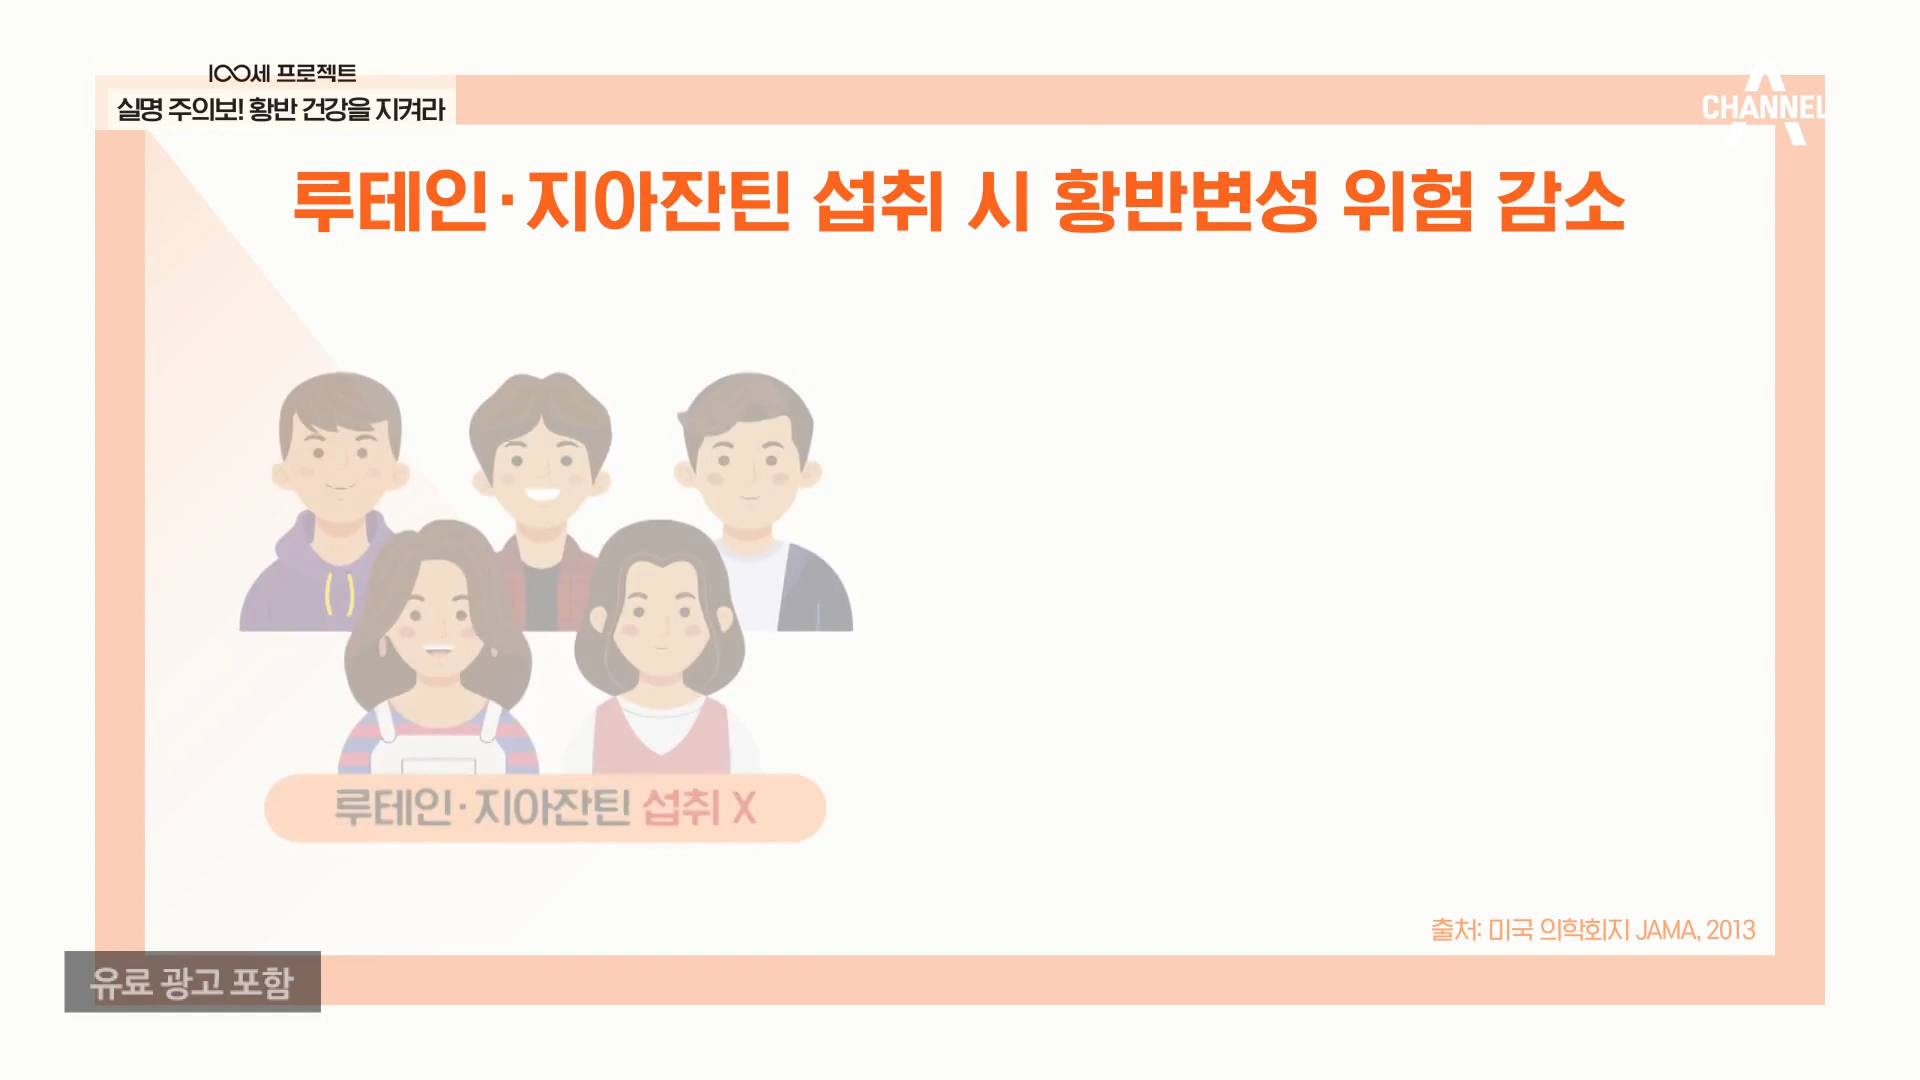 100세 프로젝트
실명 주의보! 황반 건강을 지켜라
CHANNEL
루테인·지아잔틴 섭취 시 황반변성 위험 감소
루테인·지아잔틴 섭취 X
출처: 미국 의학회지 JAMA, 2013
유료 광고 포함